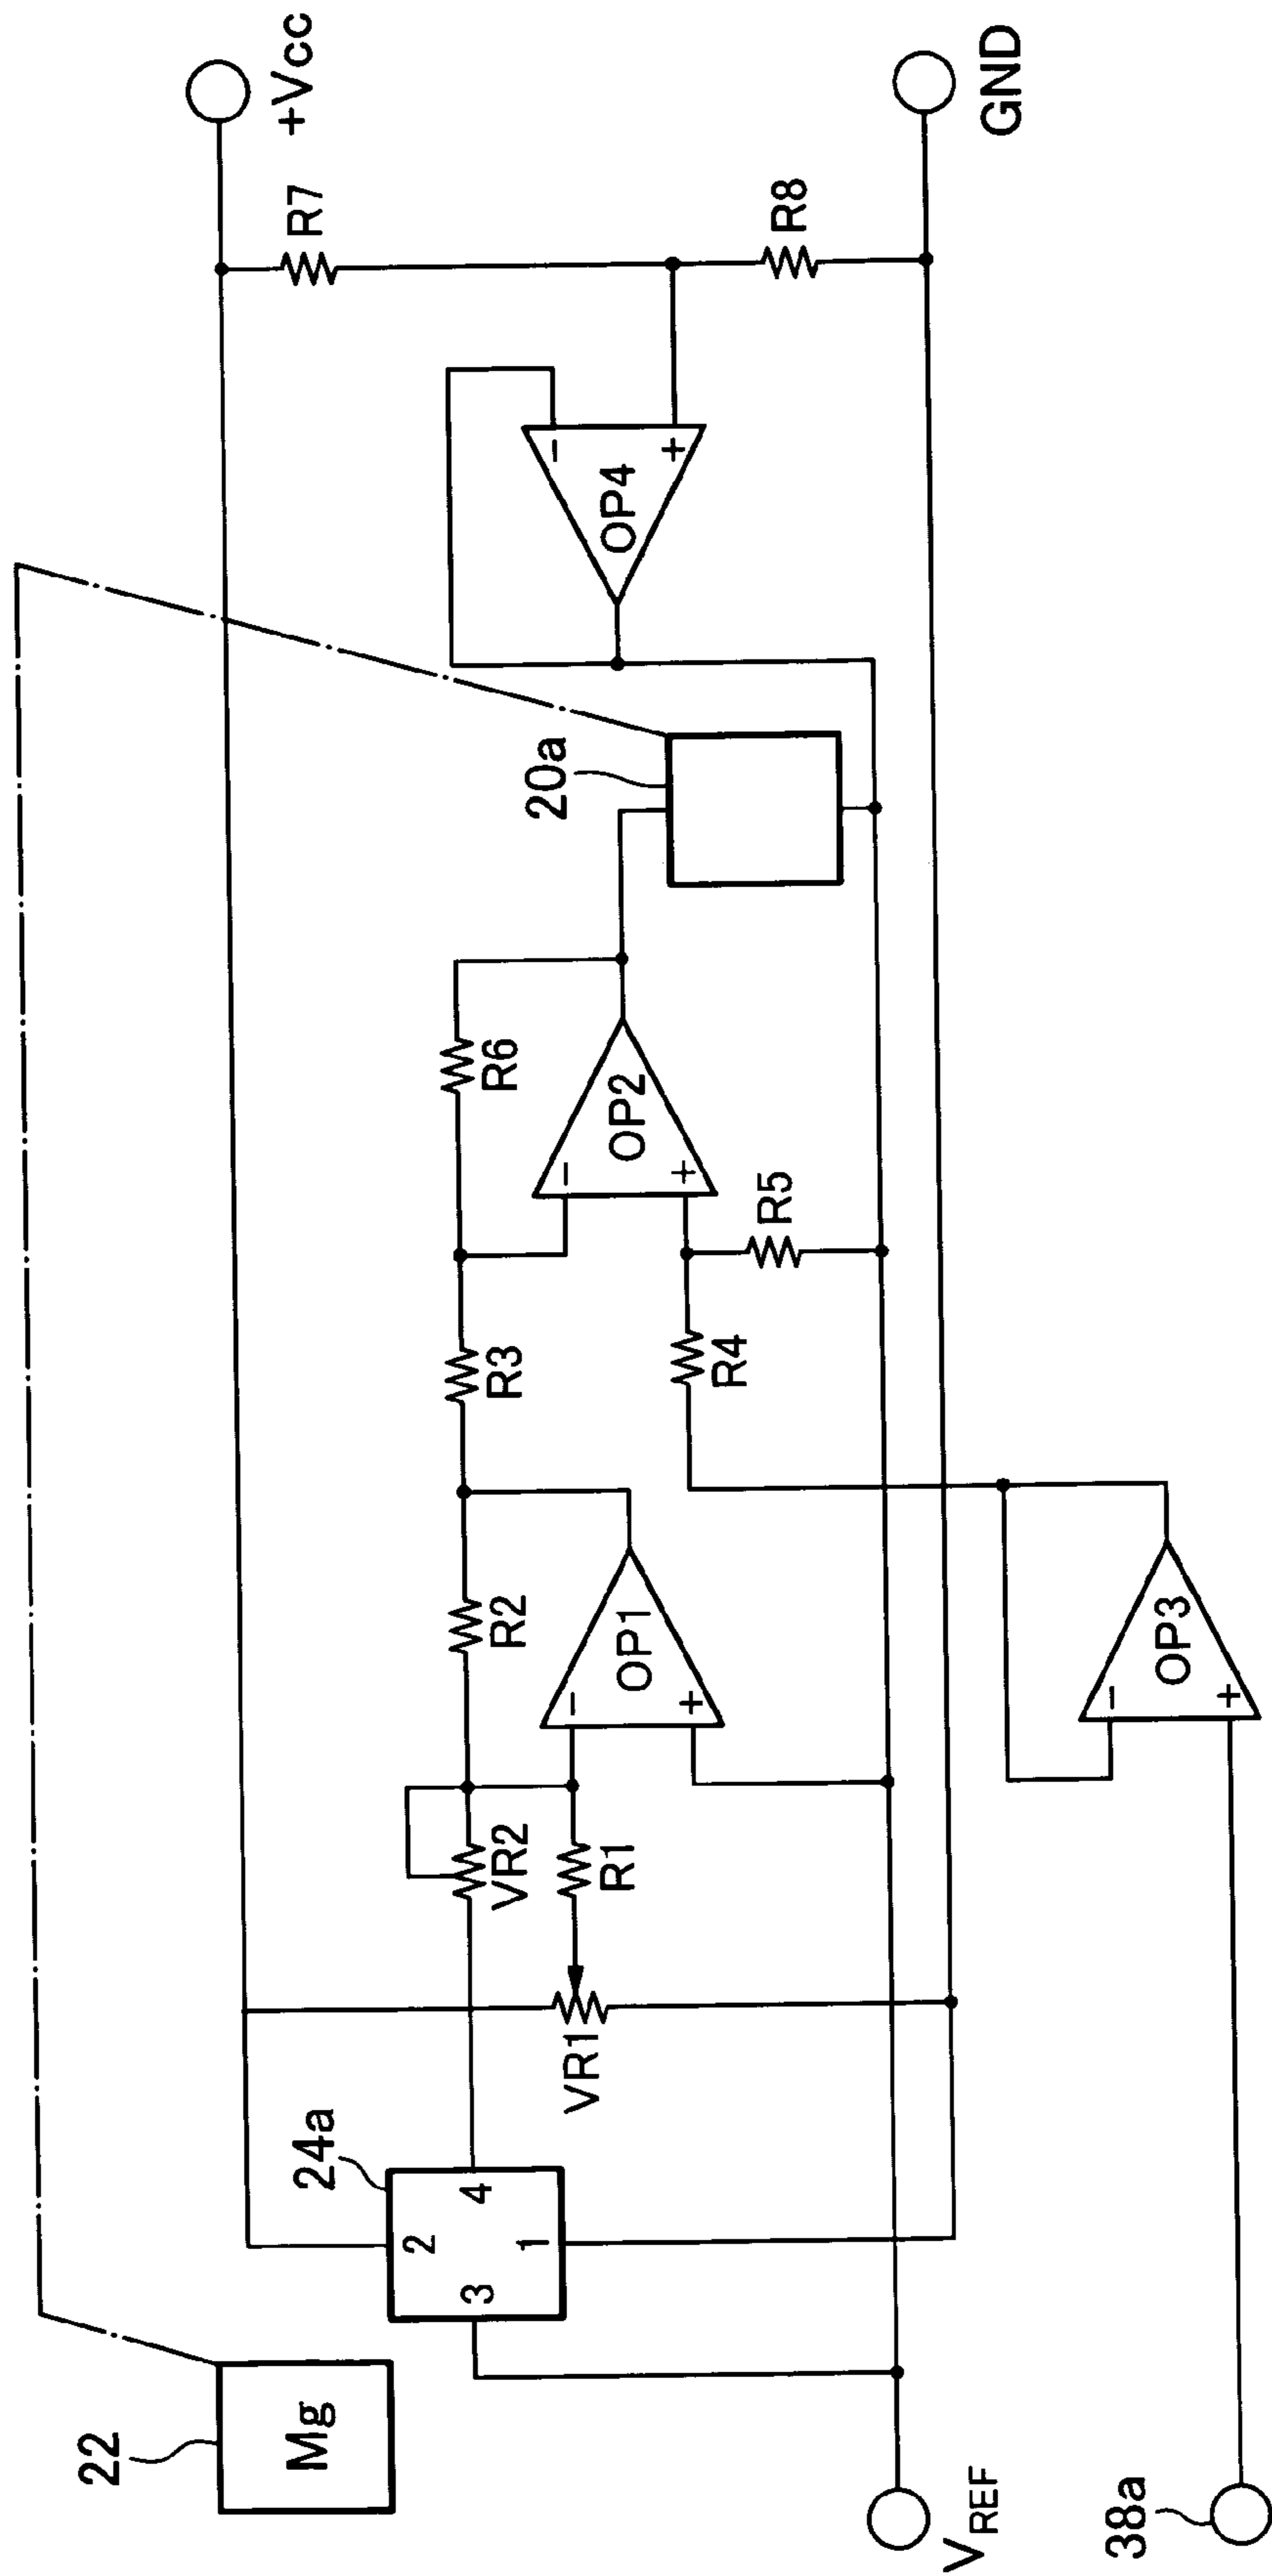 22
Mg
24a
2
3
4
1
VR1
VR2
R1
R2
OP1
−
+
R3
R4
R5
R6
OP2
−
+
20a
OP4
−
+
R7
R8
+Vcc
GND
VREF
38a
OP3
−
+